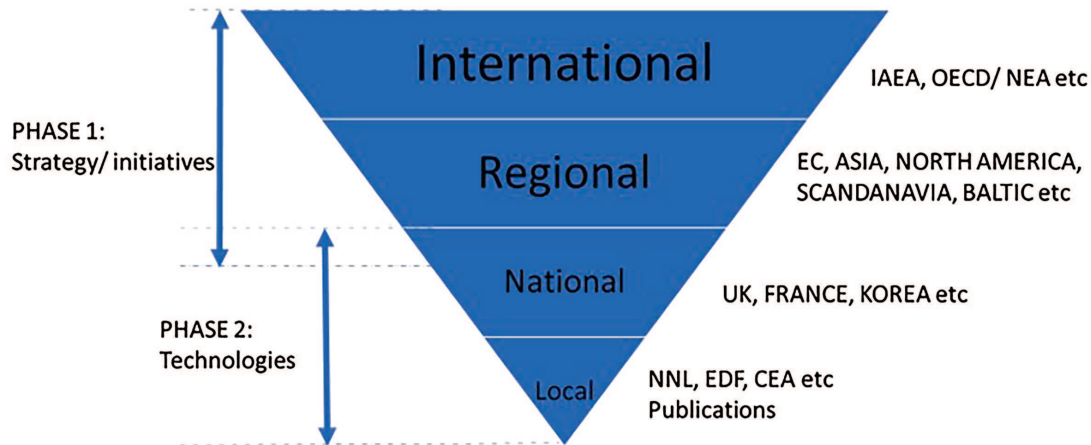 International
IAEA, OECD/ NEA etc
PHASE 1:
Strategy/ initiatives
Regional
EC, ASIA, NORTH AMERICA,
SCANDANAVIA, BALTIC etc
National
UK, FRANCE, KOREA etc
PHASE 2:
Technologies
Local
NNL, EDF, CEA etc
Publications